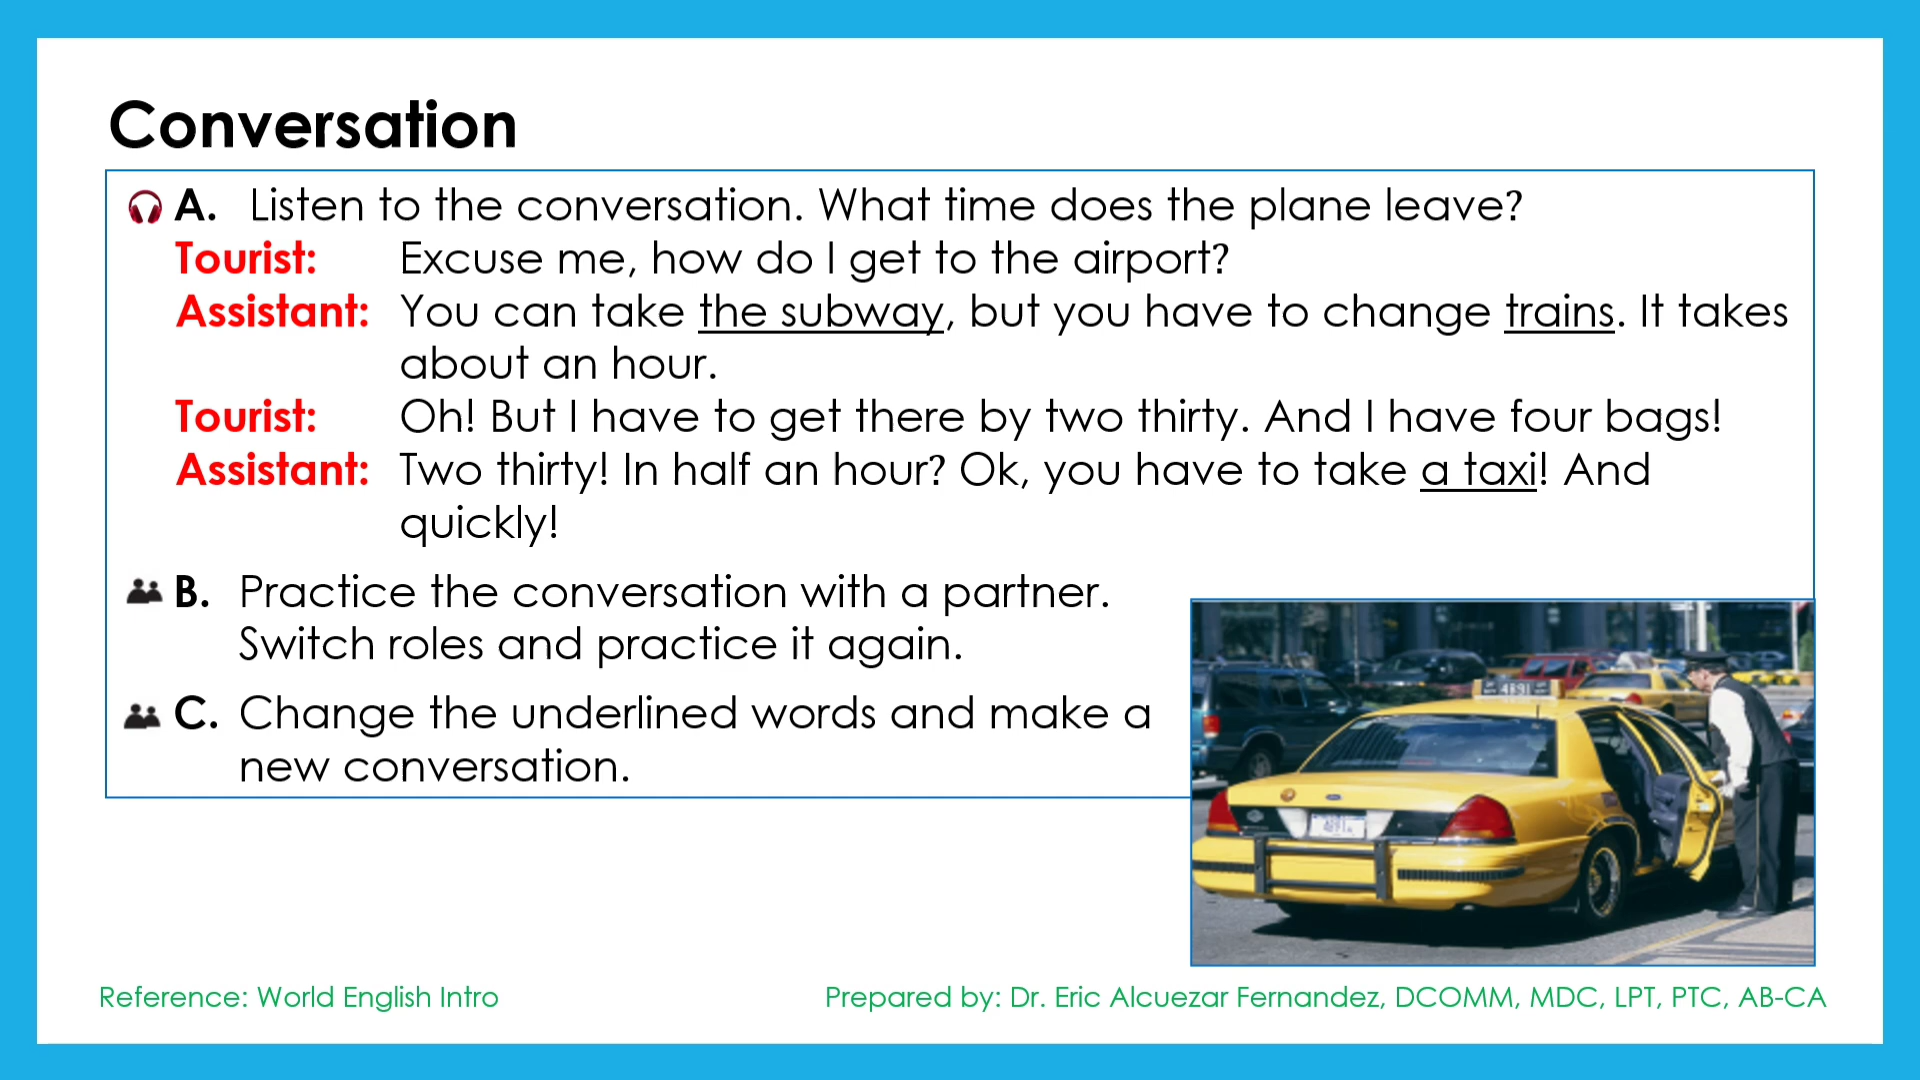 Conversation
A. Listen to the conversation. What time does the plane leave?
Tourist: Excuse me, how do I get to the airport?
Assistant: You can take the subway, but you have to change trains. It takes
about an hour.
Tourist: Oh! But I have to get there by two thirty. And I have four bags!
Assistant: Two thirty! In half an hour? Ok, you have to take a taxi! And
quickly!
B. Practice the conversation with a partner.
Switch roles and practice it again.
C. Change the underlined words and make a
new conversation.
4891
Reference: World English Intro
Prepared by: Dr. Eric Alcuezar Fernandez, DCOMM, MDC, LPT, PTC, AB-CA